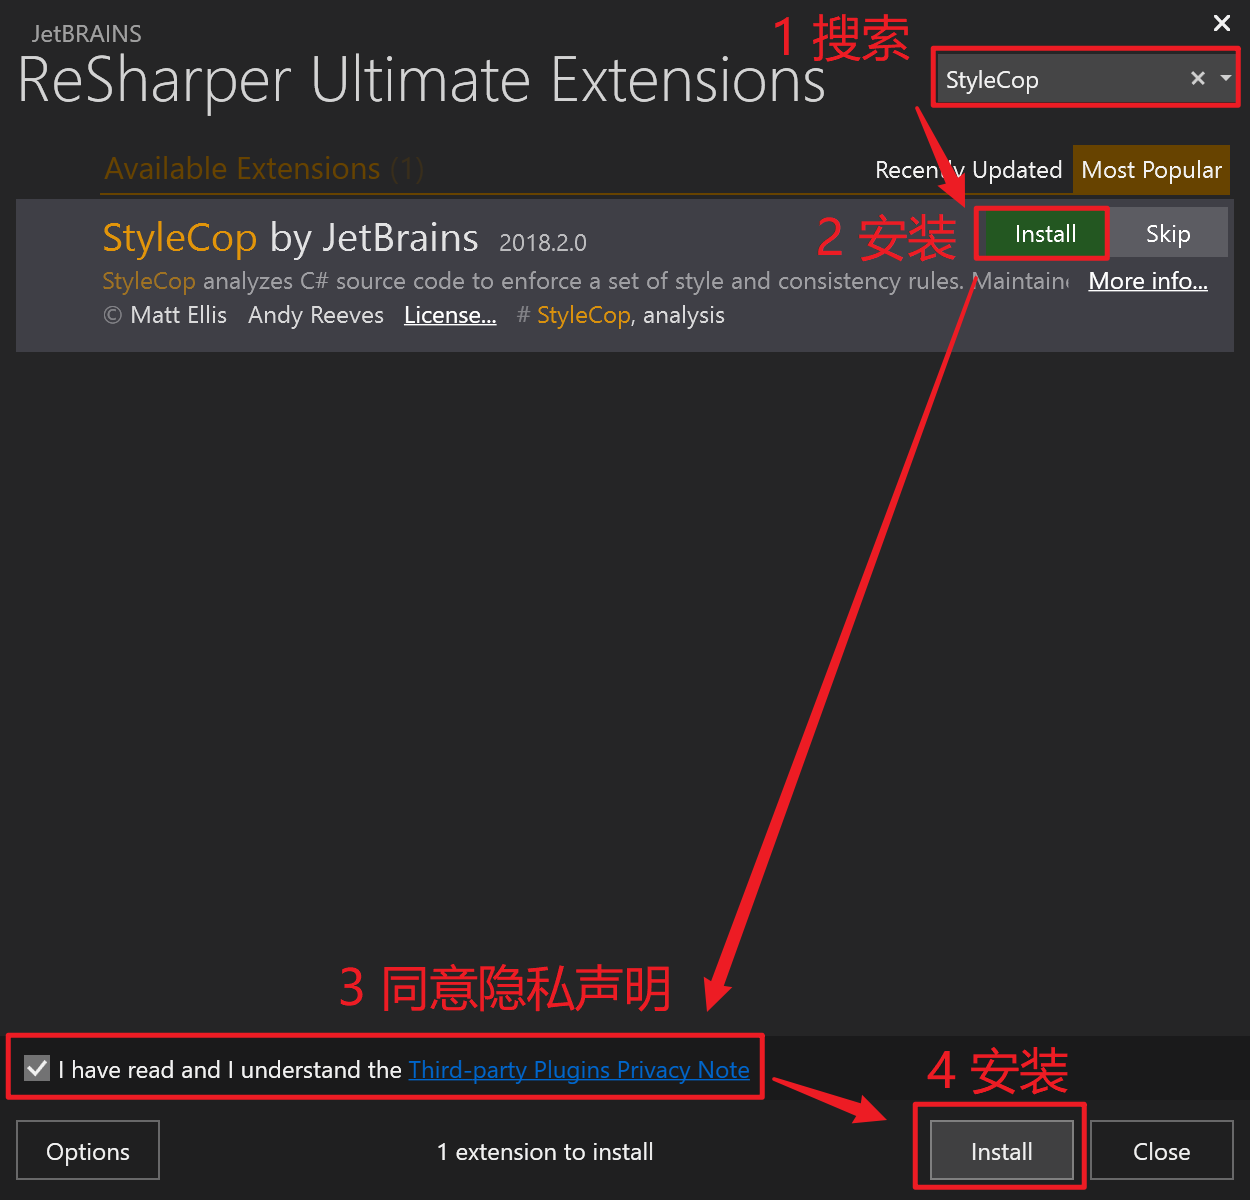 JetBRAINS
ReSharper Ultimate Extensions
1 搜索
StyleCop
Available Extensions (1)
Recently Updated
Most Popular
StyleCop by JetBrains 2018.2.0
2 安装
Install
Skip
StyleCop analyzes C# source code to enforce a set of style and consistency rules. Maintaine
More info...
© Matt Ellis Andy Reeves License... # StyleCop, analysis
3 同意隐私声明
I have read and I understand the Third-party Plugins Privacy Note
4 安装
Options
1 extension to install
Install
Close